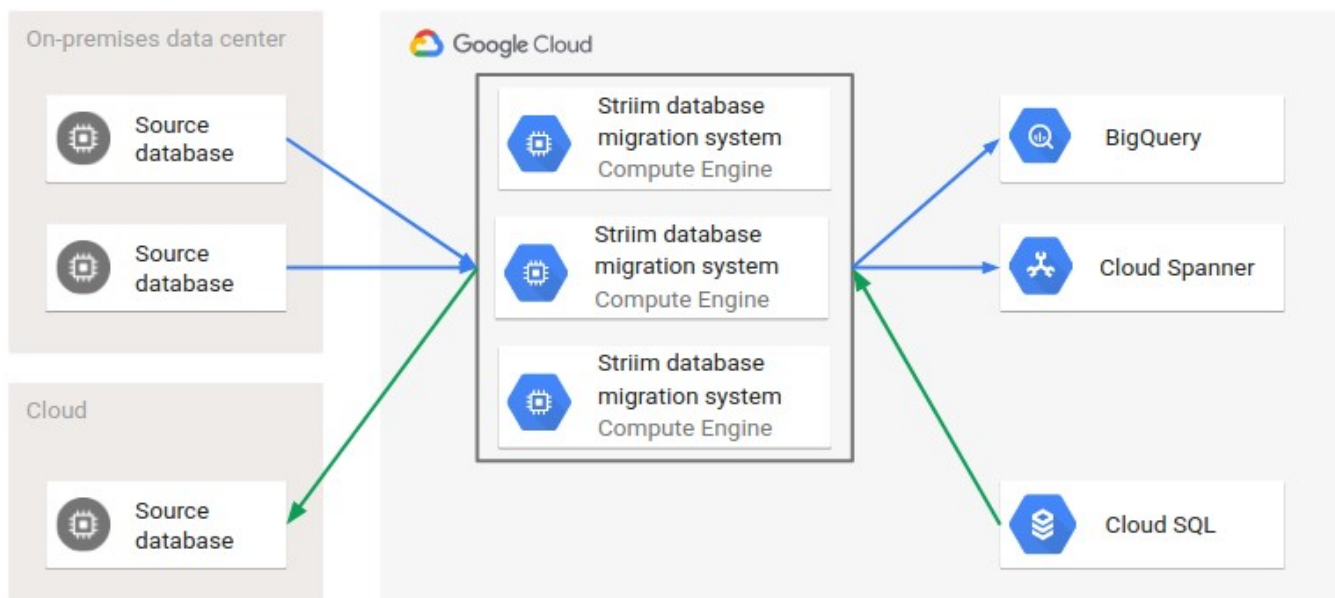 On-premises data center
Source
database
Source
database
Cloud
Source
database
Google Cloud
Striim database
migration system
Compute Engine
Striim database
migration system
Compute Engine
Striim database
migration system
Compute Engine
BigQuery
Cloud Spanner
Cloud SQL